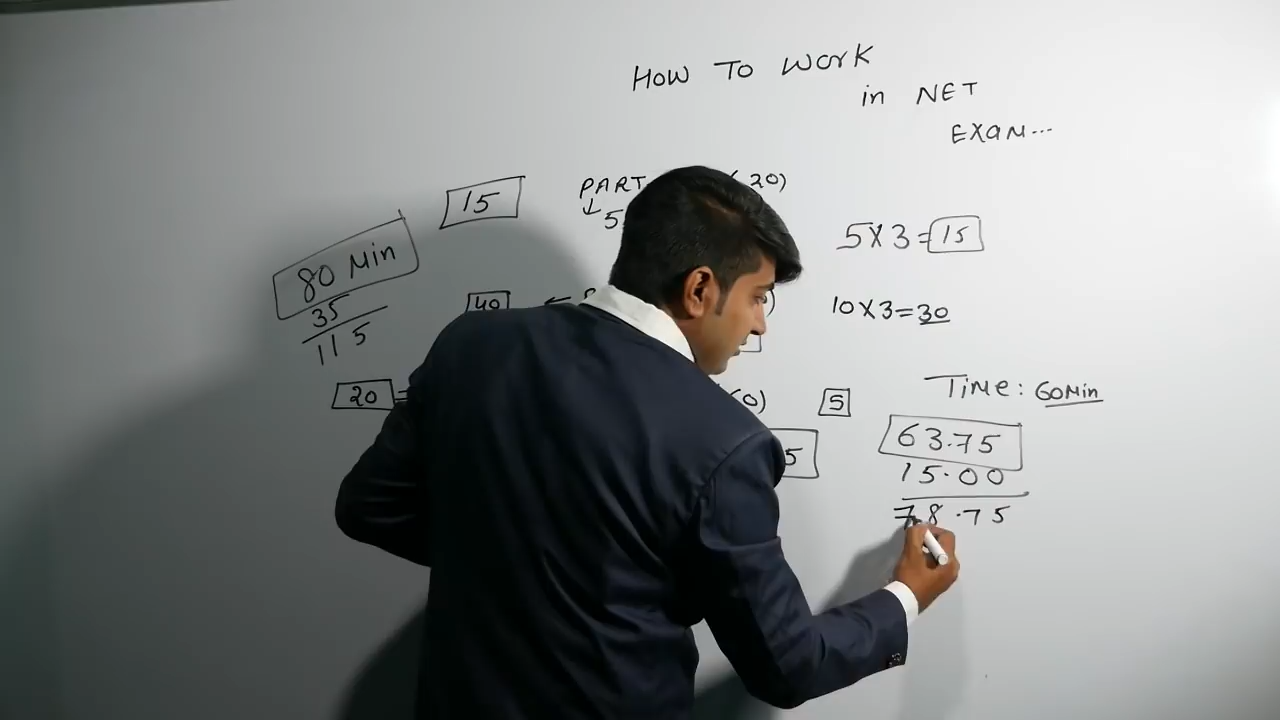 HOW TO WORK
in NET
EXAM...
15
PART
20)
5
5X3=15
80 Min
35
115
40 ←
10X3=30
20 =
0)
5
Time: 60Min
63.75
5
15.00
78.75